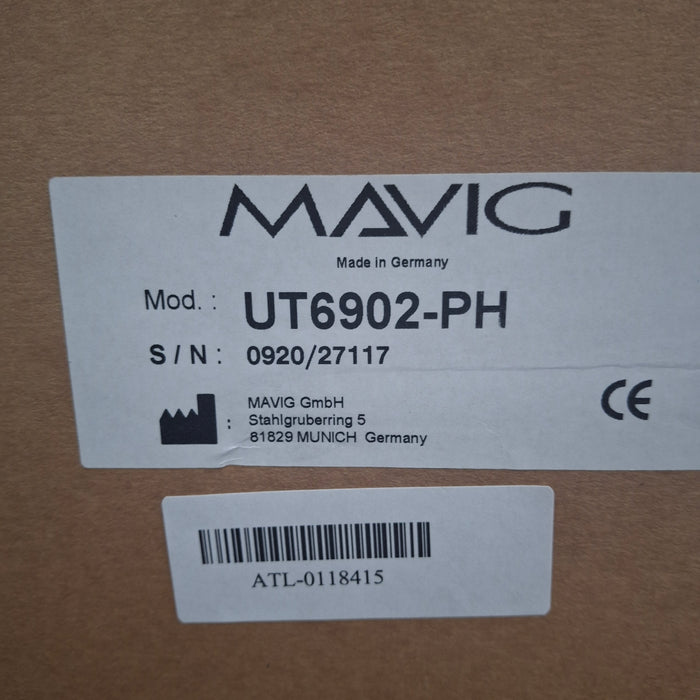 MAVIG
Made in Germany
Mod. : UT6902-PH
S / N : 0920/27117
: MAVIG GmbH
Stahlgruberring 5
81829 MUNICH Germany
CE
ATL-0118415